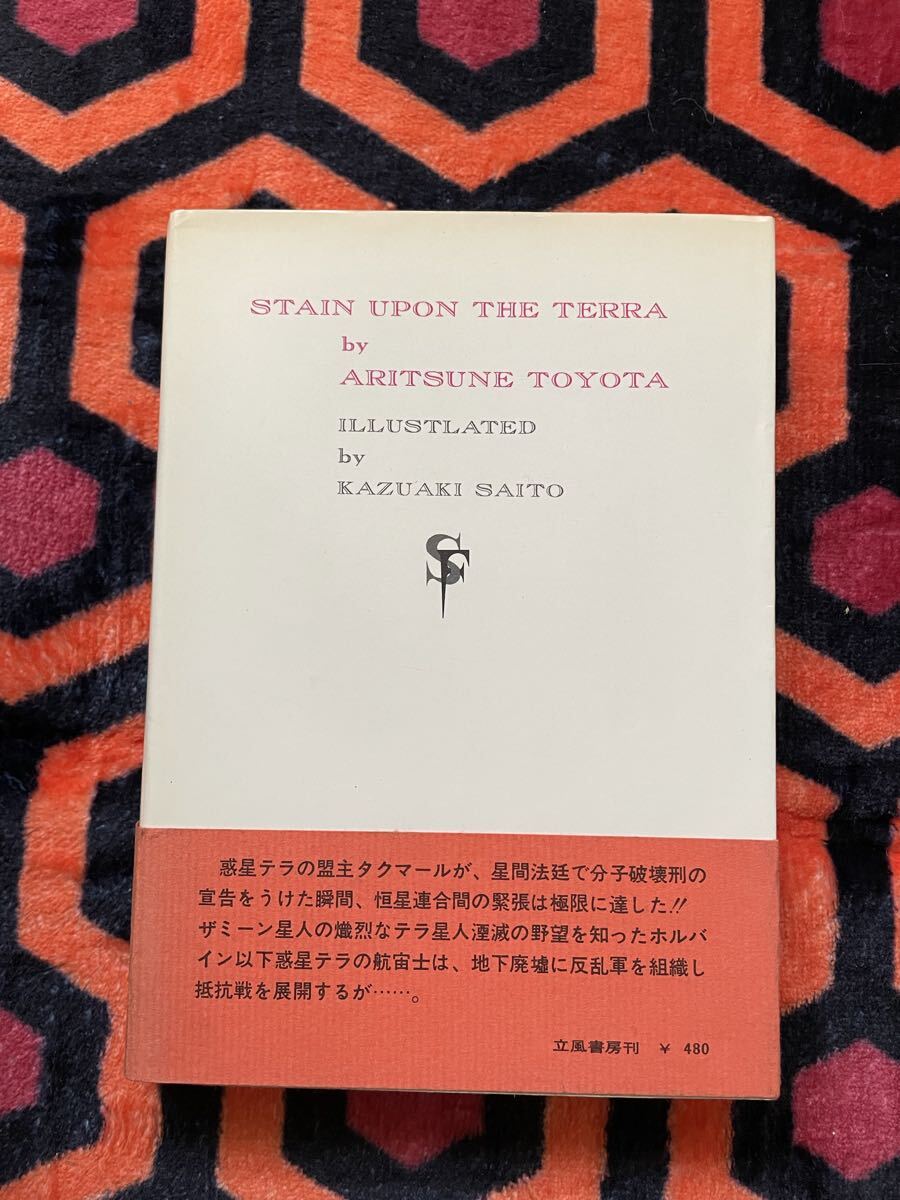 STAIN UPON THE TERRA
by
ARITSUNE TOYOTA
ILLUSTLATED
by
KAZUAKI SAITO
SF
惑星テラの盟主タクマールが、星間法廷で分子破壊刑の
宣告をうけた瞬間、恒星連合間の緊張は極限に達した!!
ザミーン星人の熾烈なテラ星人湮滅の野望を知ったホルバ
イン以下惑星テラの航宙士は、地下廃墟に反乱軍を組織し
抵抗戦を展開するが……。
立風書房刊 ¥ 480